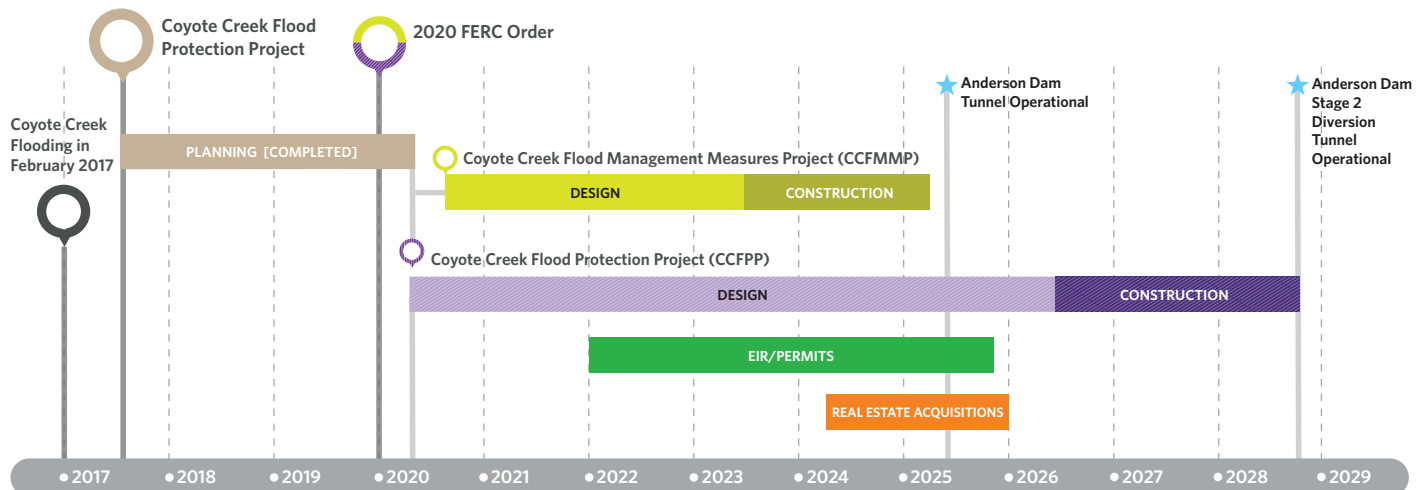 Coyote Creek Flood
Protection Project
2020 FERC Order
Anderson Dam
Tunnel Operational
Anderson Dam
Stage 2
Diversion
Tunnel
Operational
Coyote Creek
Flooding in
February 2017
PLANNING [COMPLETED]
Coyote Creek Flood Management Measures Project (CCFMMP)
DESIGN
CONSTRUCTION
Coyote Creek Flood Protection Project (CCFPP)
DESIGN
CONSTRUCTION
EIR/PERMITS
REAL ESTATE ACQUISITIONS
2017
2018
2019
2020
2021
2022
2023
2024
2025
2026
2027
2028
2029